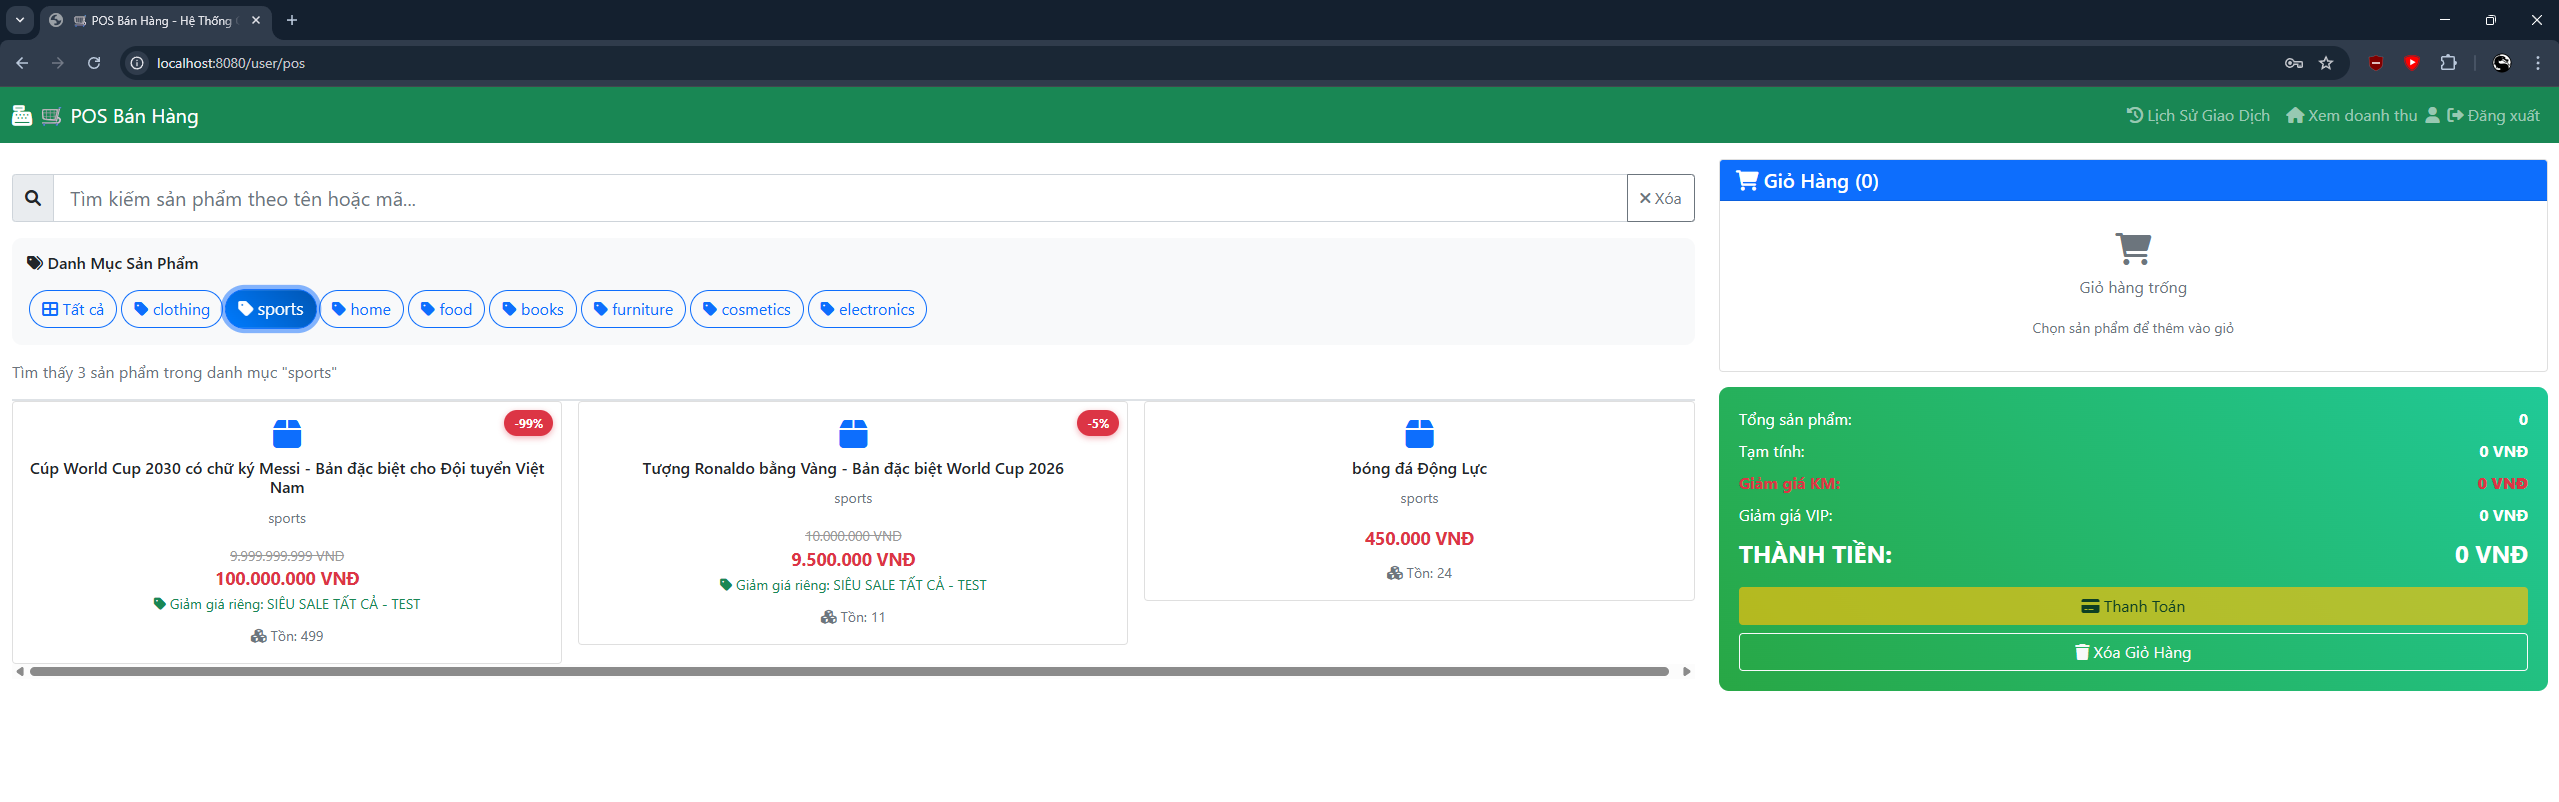 POS Bán Hàng - Hệ Thống
localhost:8080/user/pos
POS Bán Hàng
Lịch Sử Giao Dịch
Xem doanh thu
Đăng xuất
Tìm kiếm sản phẩm theo tên hoặc mã...
Xóa
Danh Mục Sản Phẩm
Tất cả
clothing
sports
home
food
books
furniture
cosmetics
electronics
Tìm thấy 3 sản phẩm trong danh mục "sports"
-99%
Cúp World Cup 2030 có chữ ký Messi - Bản đặc biệt cho Đội tuyển Việt
Nam
sports
9.999.999.999 VNĐ
100.000.000 VNĐ
Giảm giá riêng: SIÊU SALE TẤT CẢ - TEST
Tồn: 499
-5%
Tượng Ronaldo bằng Vàng - Bản đặc biệt World Cup 2026
sports
10.000.000 VNĐ
9.500.000 VNĐ
Giảm giá riêng: SIÊU SALE TẤT CẢ - TEST
Tồn: 11
bóng đá Động Lực
sports
450.000 VNĐ
Tồn: 24
Giỏ Hàng (0)
Giỏ hàng trống
Chọn sản phẩm để thêm vào giỏ
Tổng sản phẩm: 0
Tạm tính: 0 VNĐ
Giảm giá KM: 0 VNĐ
Giảm giá VIP: 0 VNĐ
THÀNH TIỀN: 0 VNĐ
Thanh Toán
Xóa Giỏ Hàng